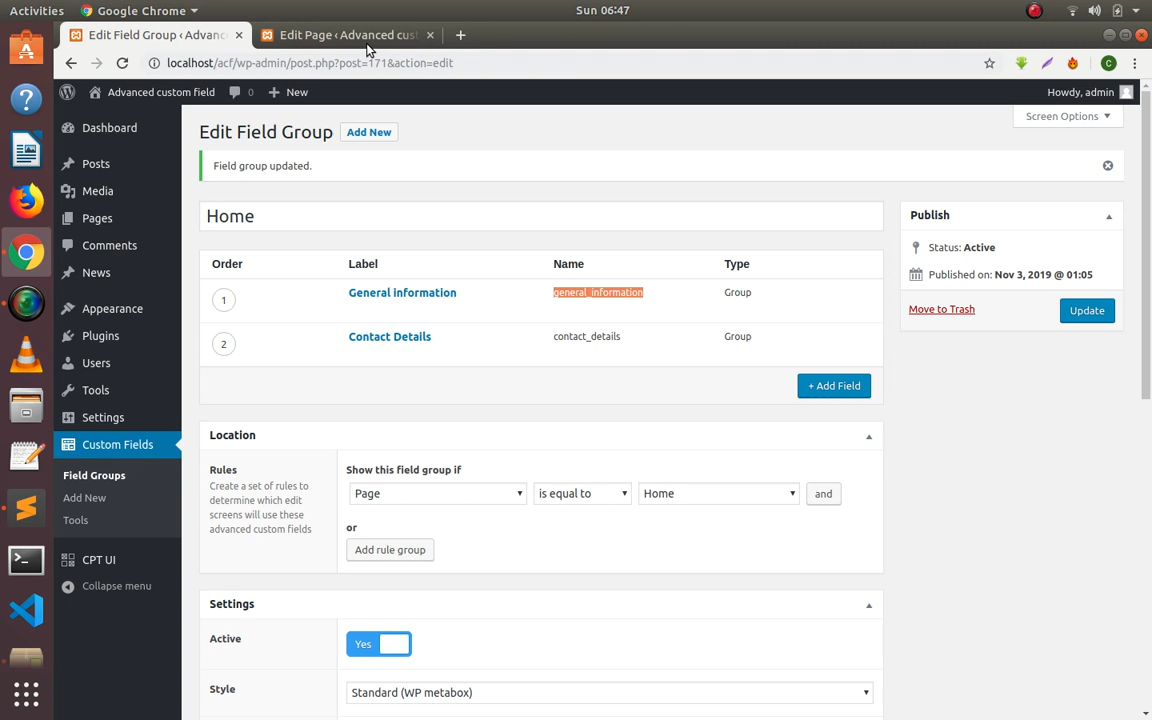 Activities
Google Chrome
Sun 06:47
Edit Field Group ‹ Advanc
Edit Page ‹ Advanced cust
localhost/acf/wp-admin/post.php?post=171&action=edit
C
Advanced custom field
0
New
Howdy, admin
Screen Options
Dashboard
Posts
Media
Pages
Comments
News
Appearance
Plugins
Users
Tools
Settings
Custom Fields
Field Groups
Add New
Tools
CPT UI
Collapse menu
Edit Field Group
Add New
Field group updated.
Home
Order
Label
Name
Type
1
General information
general_information
Group
2
Contact Details
contact_details
Group
+ Add Field
Location
Rules
Create a set of rules to
determine which edit
screens will use these
advanced custom fields
Show this field group if
Page
is equal to
Home
and
or
Add rule group
Settings
Active
Yes
Style
Standard (WP metabox)
Publish
Status: Active
Published on: Nov 3, 2019 @ 01:05
Move to Trash
Update